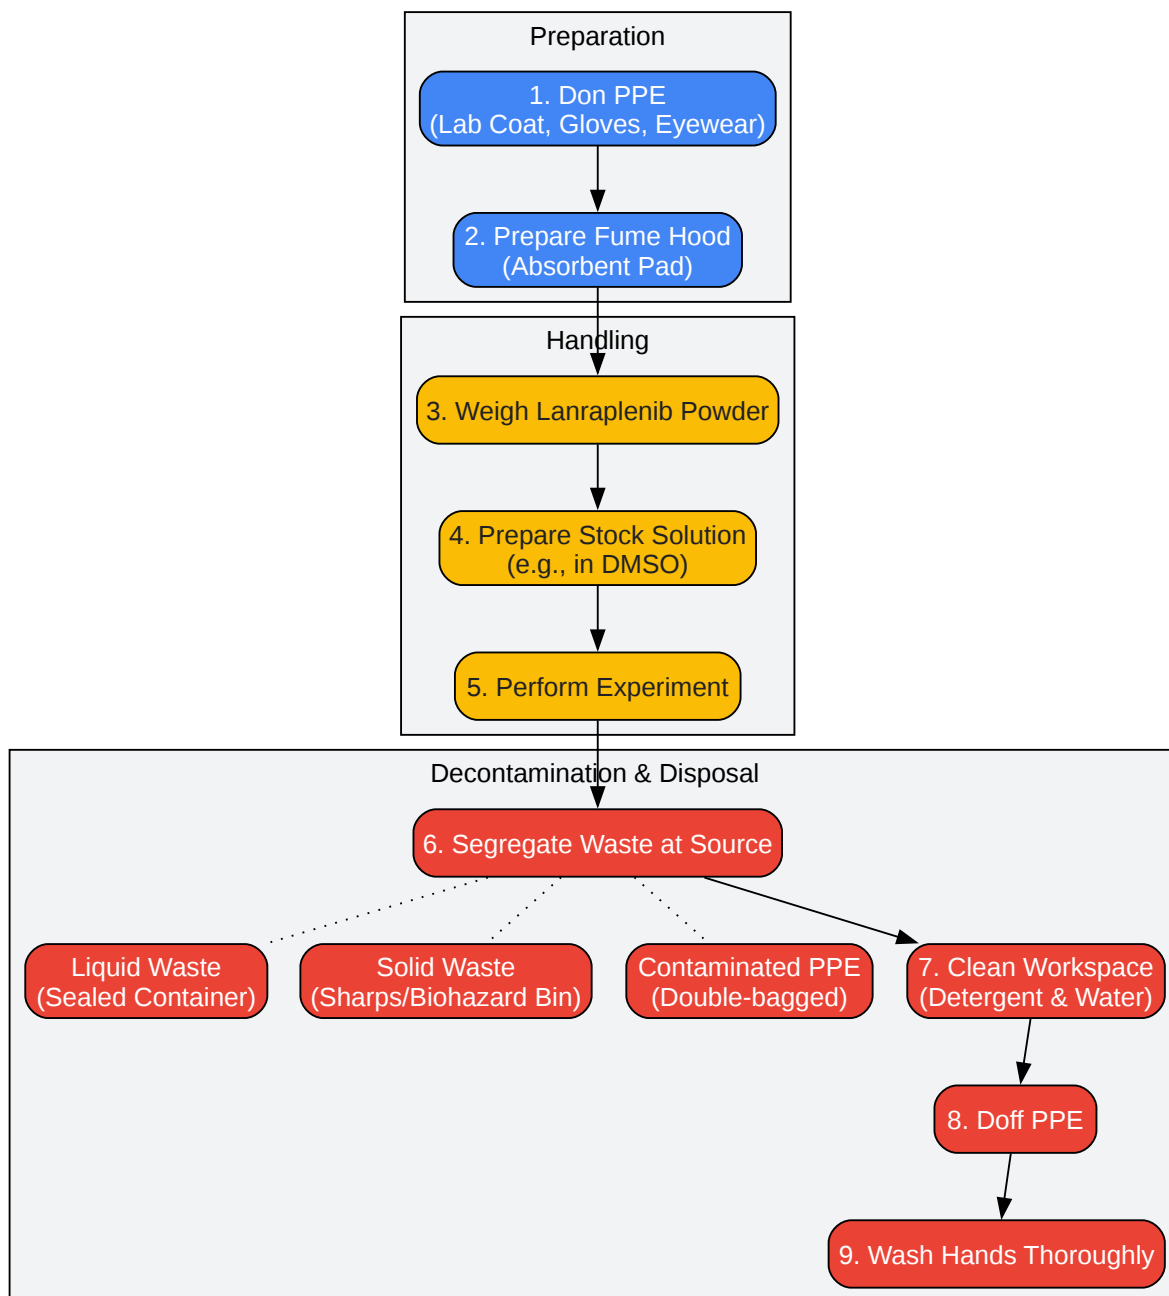 Preparation
1. Don PPE
(Lab Coat, Gloves, Eyewear)
2. Prepare Fume Hood
(Absorbent Pad)
Handling
3. Weigh Lanraplenib Powder
4. Prepare Stock Solution
(e.g., in DMSO)
5. Perform Experiment
Decontamination & Disposal
6. Segregate Waste at Source
Liquid Waste
(Sealed Container)
Solid Waste
(Sharps/Biohazard Bin)
Contaminated PPE
(Double-bagged)
7. Clean Workspace
(Detergent & Water)
8. Doff PPE
9. Wash Hands Thoroughly